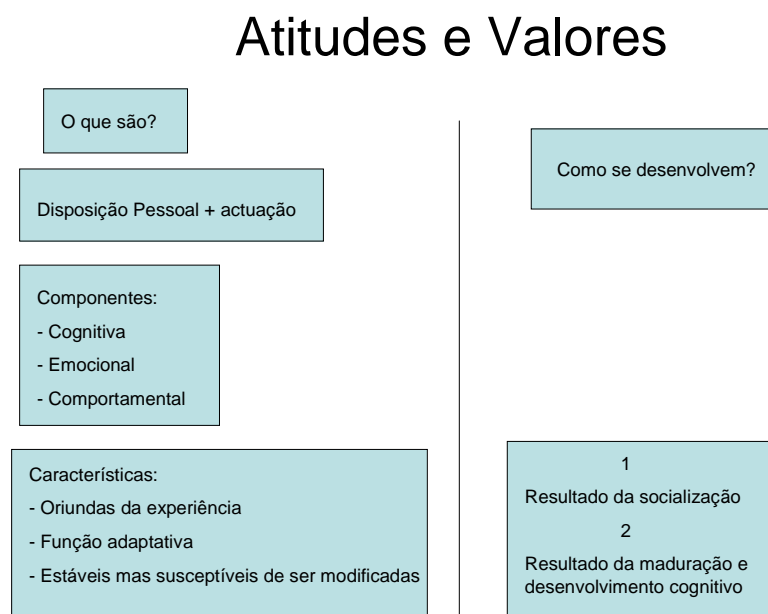 Atitudes e Valores
O que são?
Disposição Pessoal + actuação
Componentes:
- Cognitiva
- Emocional
- Comportamental
Características:
- Oriundas da experiência
- Função adaptativa
- Estáveis mas susceptíveis de ser modificadas
Como se desenvolvem?
1
Resultado da socialização
2
Resultado da maduração e
desenvolvimento cognitivo